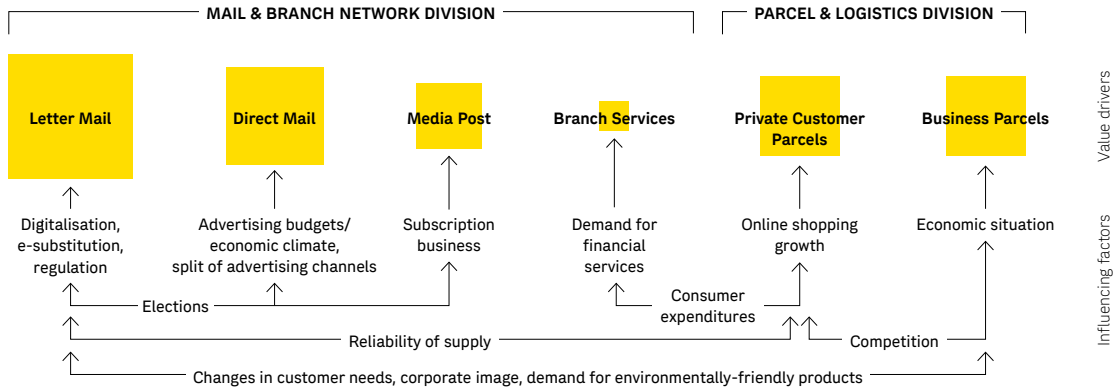 MAIL & BRANCH NETWORK DIVISION
PARCEL & LOGISTICS DIVISION
Letter Mail
Direct Mail
Media Post
Branch Services
Private Customer
Parcels
Business Parcels
Value drivers
Digitalisation,
e-substitution,
regulation
Advertising budgets/
economic climate,
split of advertising channels
Subscription
business
Demand for
financial
services
Online shopping
growth
Economic situation
Influencing factors
Elections
Consumer
expenditures
Reliability of supply
Competition
Changes in customer needs, corporate image, demand for environmentally-friendly products